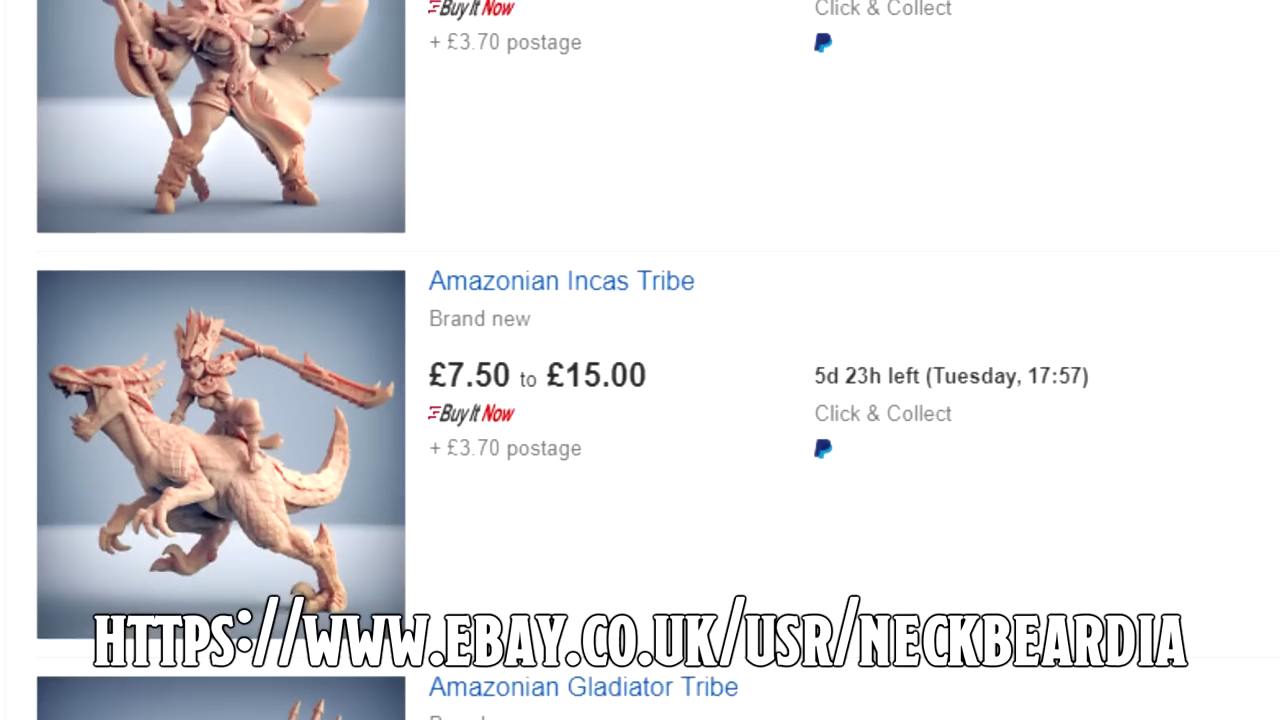 Buy It Now
Click & Collect
+ £3.70 postage
Amazonian Incas Tribe
Brand new
£7.50 to £15.00
5d 23h left (Tuesday, 17:57)
Buy It Now
Click & Collect
+ £3.70 postage
HTTPS://WWW.EBAY.CO.UK/USR/NECKBEARDIA
Amazonian Gladiator Tribe